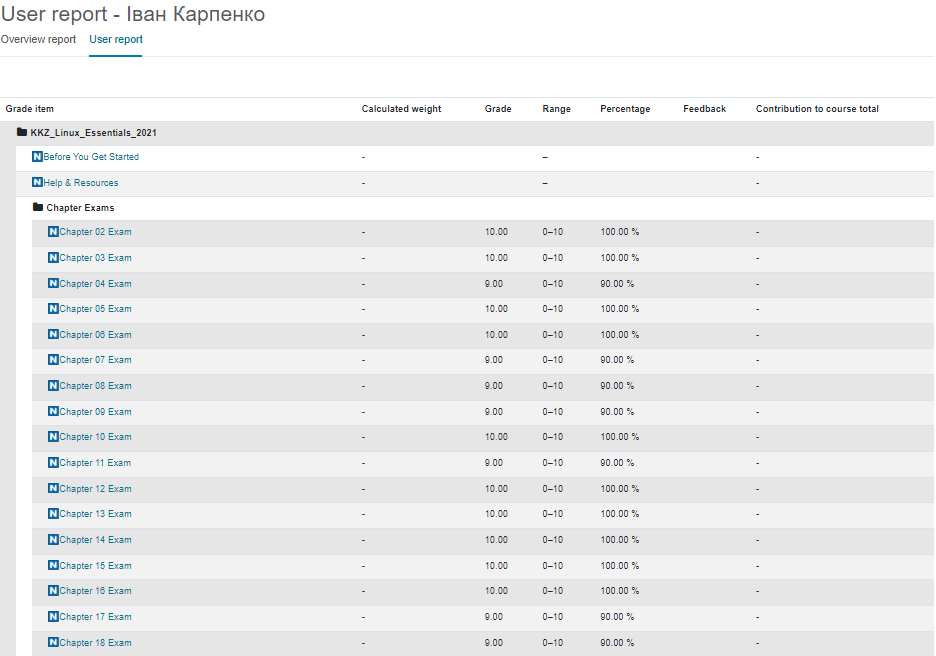 User report - Іван Карпенко
Overview report User report
Grade item Calculated weight Grade Range Percentage Feedback Contribution to course total
KKZ_Linux_Essentials_2021
N Before You Get Started - – -
N Help & Resources - – -
Chapter Exams
N Chapter 02 Exam - 10.00 0–10 100.00 % -
N Chapter 03 Exam - 10.00 0–10 100.00 % -
N Chapter 04 Exam - 9.00 0–10 90.00 % -
N Chapter 05 Exam - 10.00 0–10 100.00 % -
N Chapter 06 Exam - 10.00 0–10 100.00 % -
N Chapter 07 Exam - 9.00 0–10 90.00 % -
N Chapter 08 Exam - 9.00 0–10 90.00 % -
N Chapter 09 Exam - 9.00 0–10 90.00 % -
N Chapter 10 Exam - 10.00 0–10 100.00 % -
N Chapter 11 Exam - 9.00 0–10 90.00 % -
N Chapter 12 Exam - 10.00 0–10 100.00 % -
N Chapter 13 Exam - 10.00 0–10 100.00 % -
N Chapter 14 Exam - 10.00 0–10 100.00 % -
N Chapter 15 Exam - 10.00 0–10 100.00 % -
N Chapter 16 Exam - 10.00 0–10 100.00 % -
N Chapter 17 Exam - 9.00 0–10 90.00 % -
N Chapter 18 Exam - 9.00 0–10 90.00 % -